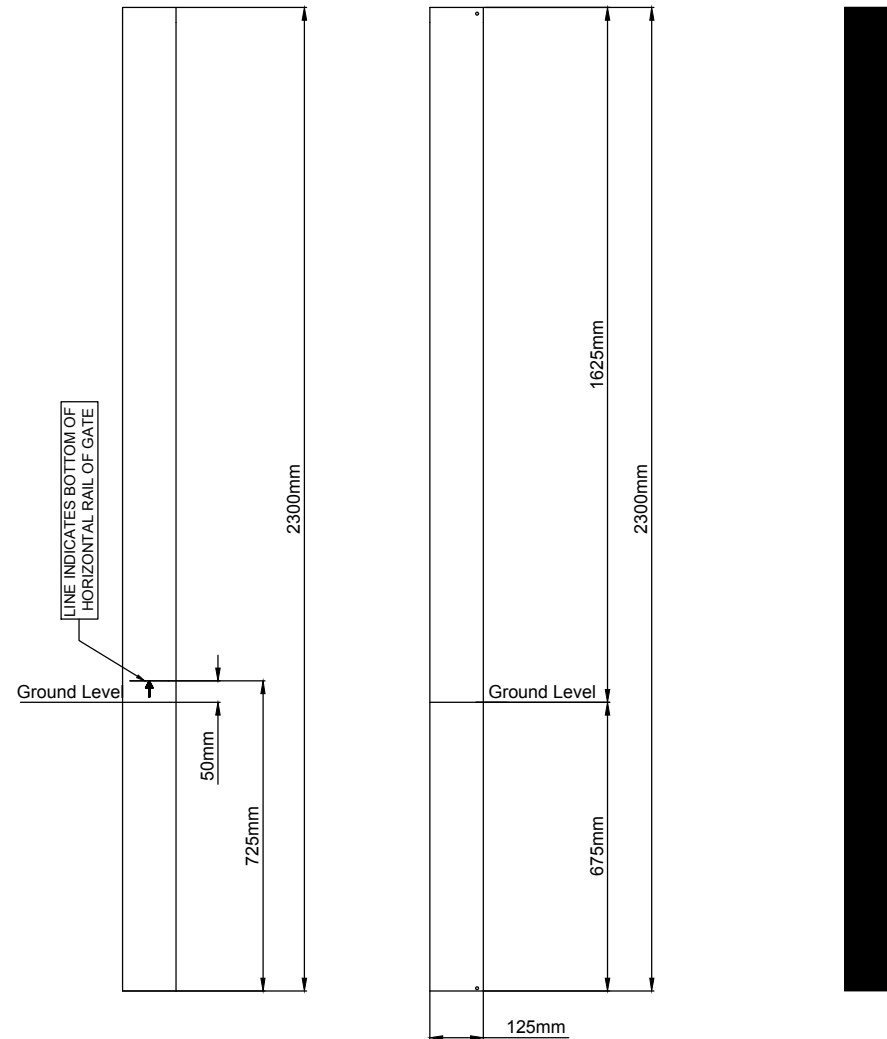 LINE INDICATES BOTTOM OF
HORIZONTAL RAIL OF GATE
Ground Level
50mm
725mm
2300mm
Ground Level
1625mm
675mm
2300mm
125mm